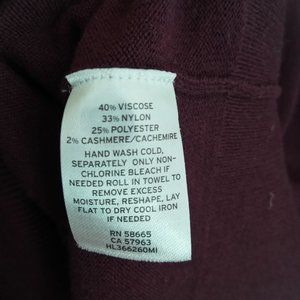 40% VISCOSE
33% NYLON
25% POLYESTER
2% CASHMERE/CACHEMIRE
HAND WASH COLD,
SEPARATELY ONLY NON-
CHLORINE BLEACH IF
NEEDED ROLL IN TOWEL TO
REMOVE EXCESS
MOISTURE, RESHAPE, LAY
FLAT TO DRY COOL IRON
IF NEEDED
RN 58665
CA 57963
HL366260MI